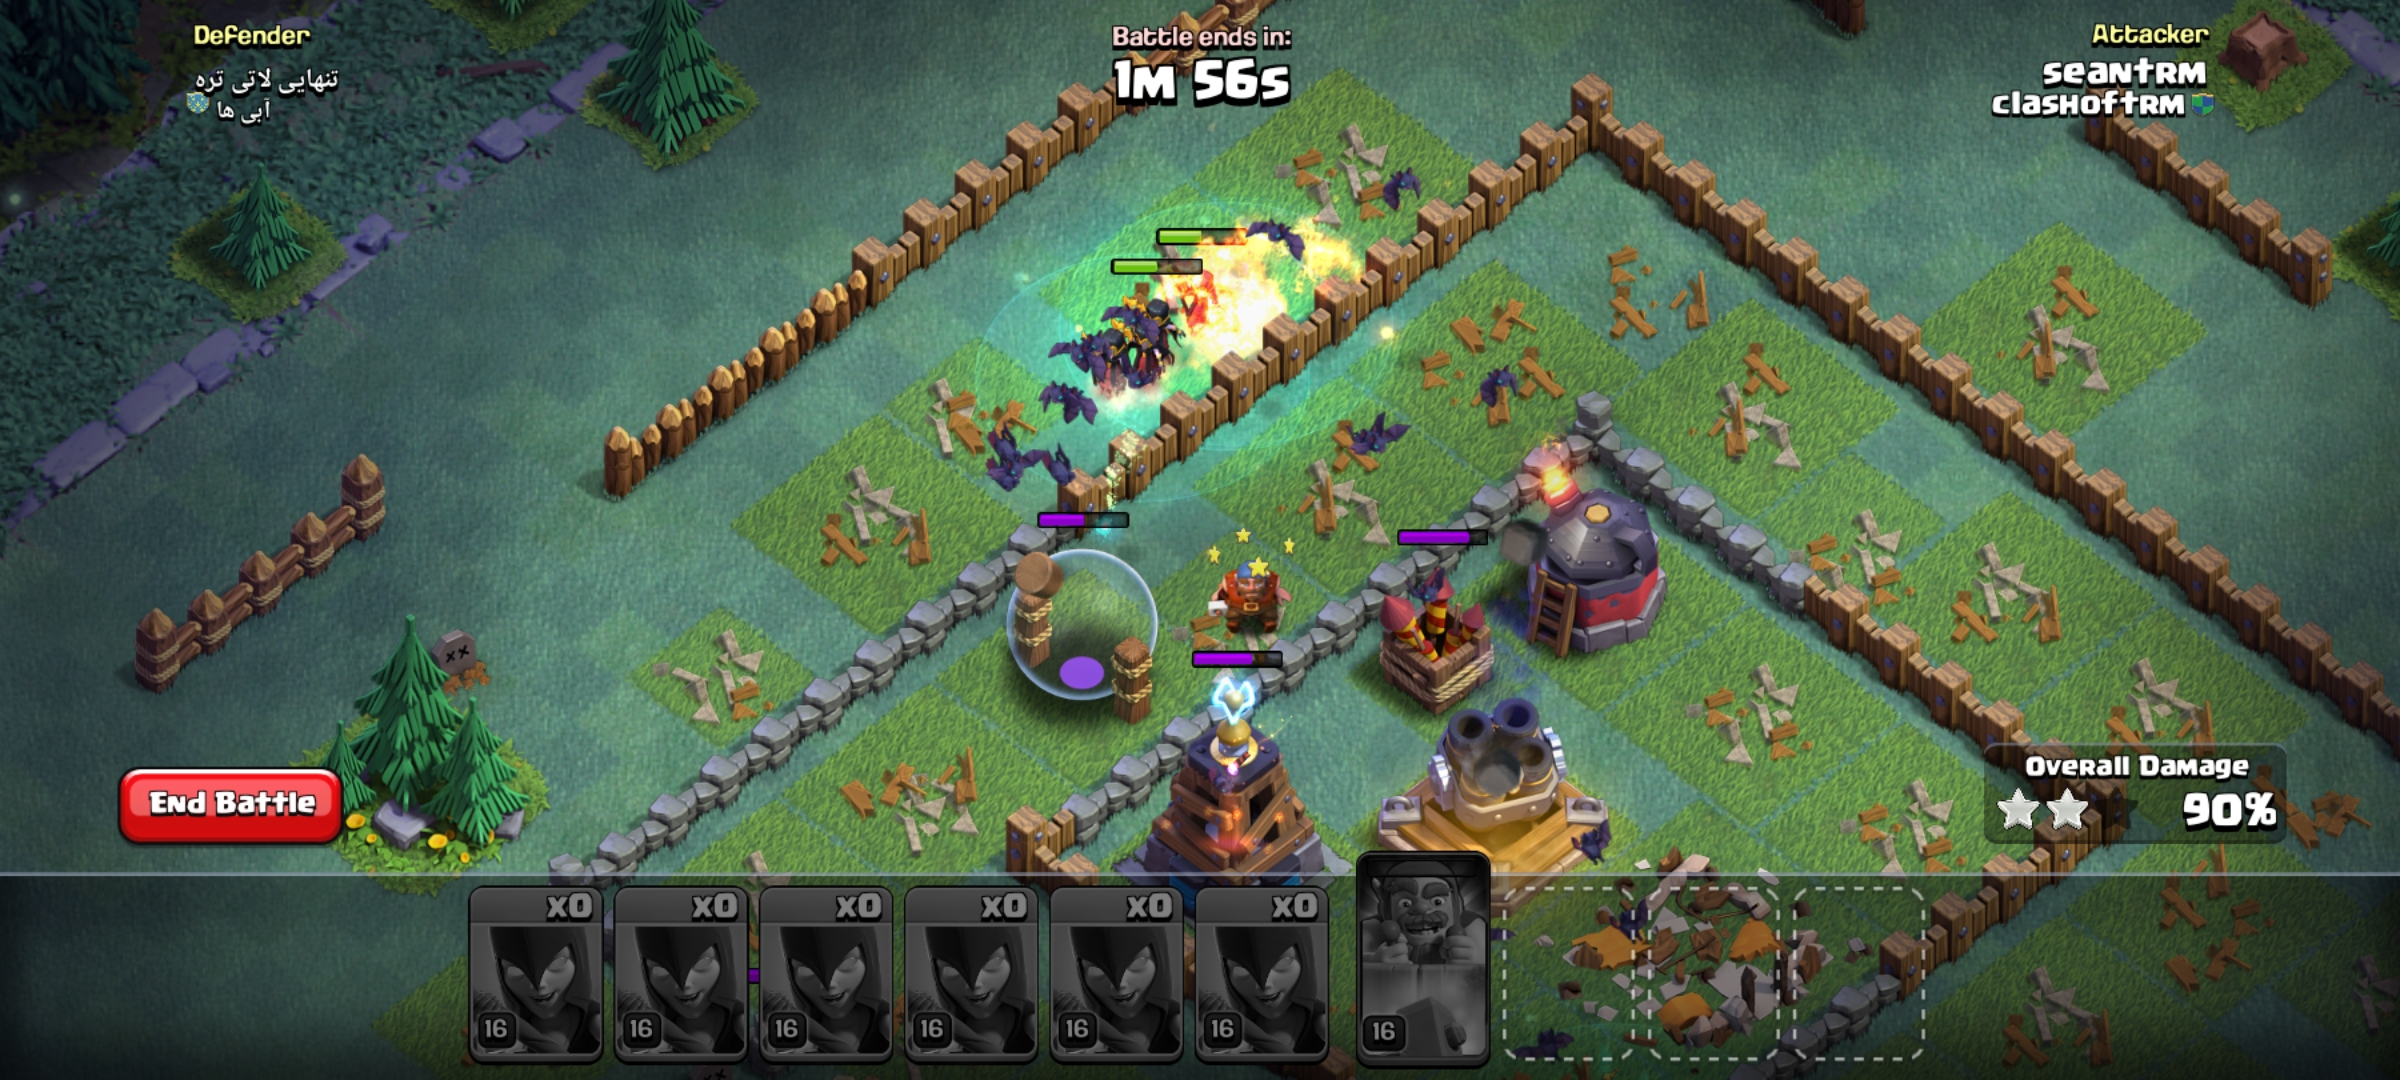 Defender
تنهایی لاتی تره
آبی ها
Battle ends in:
1M 56s
Attacker
seantRM
clashoftRM
End Battle
Overall Damage
90%
x0
x0
x0
x0
x0
x0
16
16
16
16
16
16
16